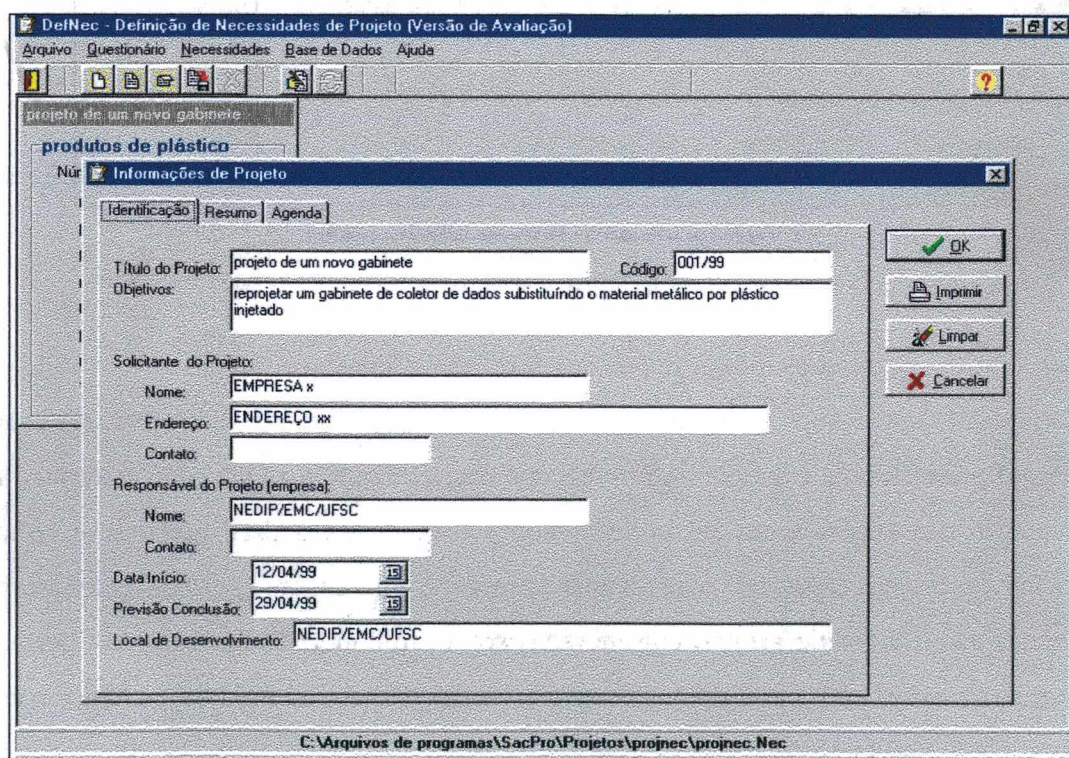 DefNec - Definição de Necessidades de Projeto (Versão de Avaliação)
Arquivo Questionário Necessidades Base de Dados Ajuda
projeto de um novo gabinete
produtos de plástico
Núr
Informações de Projeto
Identificação Resumo Agenda
Título do Projeto: projeto de um novo gabinete Código: 001/99
Objetivos: reprojetar um gabinete de coletor de dados subistituíndo o material metálico por plástico
injetado
Solicitante do Projeto:
Nome: EMPRESA x
Endereço: ENDEREÇO xx
Contato:
Responsável do Projeto (empresa):
Nome: NEDIP/EMC/UFSC
Contato:
Data Início: 12/04/99 15
Previsão Conclusão: 29/04/99 15
Local de Desenvolvimento: NEDIP/EMC/UFSC
OK
Imprimir
Limpar
Cancelar
C:\Arquivos de programas\SacPro\Projetos\projnec\projnec.Nec